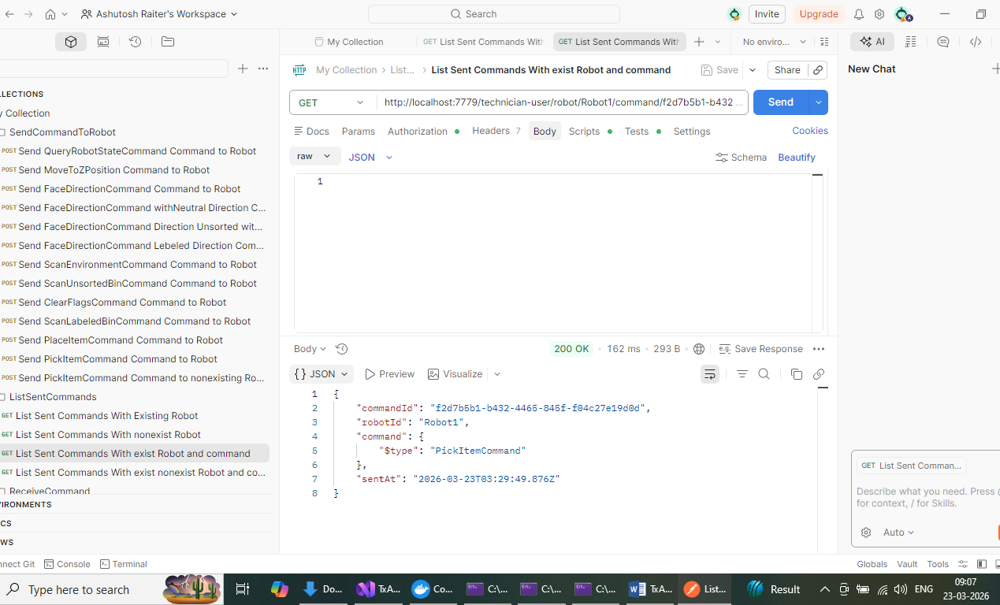 Ashutosh Raiter's Workspace
Search
Invite
Upgrade
A
My Collection
GET List Sent Commands Wit
GET List Sent Commands Wit
No enviro...
AI
LLECTIONS
y Collection
SendCommandToRobot
POST Send QueryRobotStateCommand Command to Robot
POST Send MoveToZPosition Command to Robot
POST Send FaceDirectionCommand Command to Robot
POST Send FaceDirectionCommand withNeutral Direction C...
POST Send FaceDirectionCommand Direction Unsorted wit...
POST Send FaceDirectionCommand Lebeled Direction Com...
POST Send ScanEnvironmentCommand Command to Robot
POST Send ScanUnsortedBinCommand Command to Robot
POST Send ClearFlagsCommand Command to Robot
POST Send ScanLabeledBinCommand Command to Robot
POST Send PlaceItemCommand Command to Robot
POST Send PickItemCommand Command to Robot
POST Send PickItemCommand Command to nonexisting Ro...
ListSentCommands
GET List Sent Commands With Existing Robot
GET List Sent Commands With nonexist Robot
GET List Sent Commands With exist Robot and command
GET List Sent Commands With exist nonexist Robot and co...
ReceiveCommand
VIRONMENTS
CS
WS
HTTP My Collection > List... > List Sent Commands With exist Robot and command
Save
Share
GET
http://localhost:7779/technician-user/robot/Robot1/command/f2d7b5b1-b432 ...
Send
Docs
Params
Authorization
Headers 7
Body
Scripts
Tests
Settings
Cookies
raw
JSON
Schema
Beautify
1
Body
200 OK
162 ms
293 B
e.g. Save Response
{} JSON
Preview
Visualize
1 {
2 "commandId": "f2d7b5b1-b432-4465-845f-f04c27e19d0d",
3 "robotId": "Robot1",
4 "command": {
5 "$type": "PickItemCommand"
6 },
7 "sentAt": "2026-03-23T03:29:49.876Z"
8 }
New Chat
GET List Sent Comman...
Describe what you need. Press @
for context, / for Skills.
Auto
nnect Git
Console
Terminal
Globals
Vault
Tools
Type here to search
Do...
TxA...
Co...
C:\...
C:\...
C:\...
TxA...
List...
Result
ENG
09:07
23-03-2026